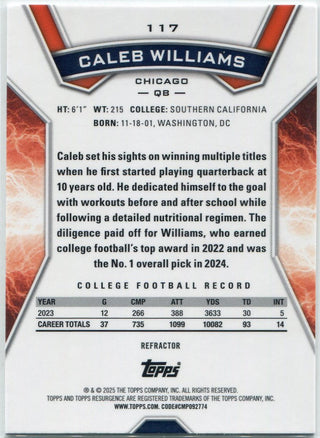 117
CALEB WILLIAMS
CHICAGO
— QB —
HT: 6'1" WT: 215 COLLEGE: SOUTHERN CALIFORNIA
BORN: 11-18-01, WASHINGTON, DC
Caleb set his sights on winning multiple titles
when he first started playing quarterback at
10 years old. He dedicated himself to the goal
with workouts before and after school while
following a detailed nutritional regimen. The
diligence paid off for Williams, who earned
college football's top award in 2022 and was
the No. 1 overall pick in 2024.
COLLEGE FOOTBALL RECORD
YEAR G CMP ATT YDS TD INT
2023 12 266 388 3633 30 5
CAREER TOTALS 37 735 1099 10082 93 14
REFRACTOR
Topps
® & © 2025 THE TOPPS COMPANY, INC. ALL RIGHTS RESERVED.
TOPPS AND TOPPS RESURGENCE ARE REGISTERED TRADEMARKS OF THE TOPPS COMPANY, INC.
WWW.TOPPS.COM. CODE#CMP092774